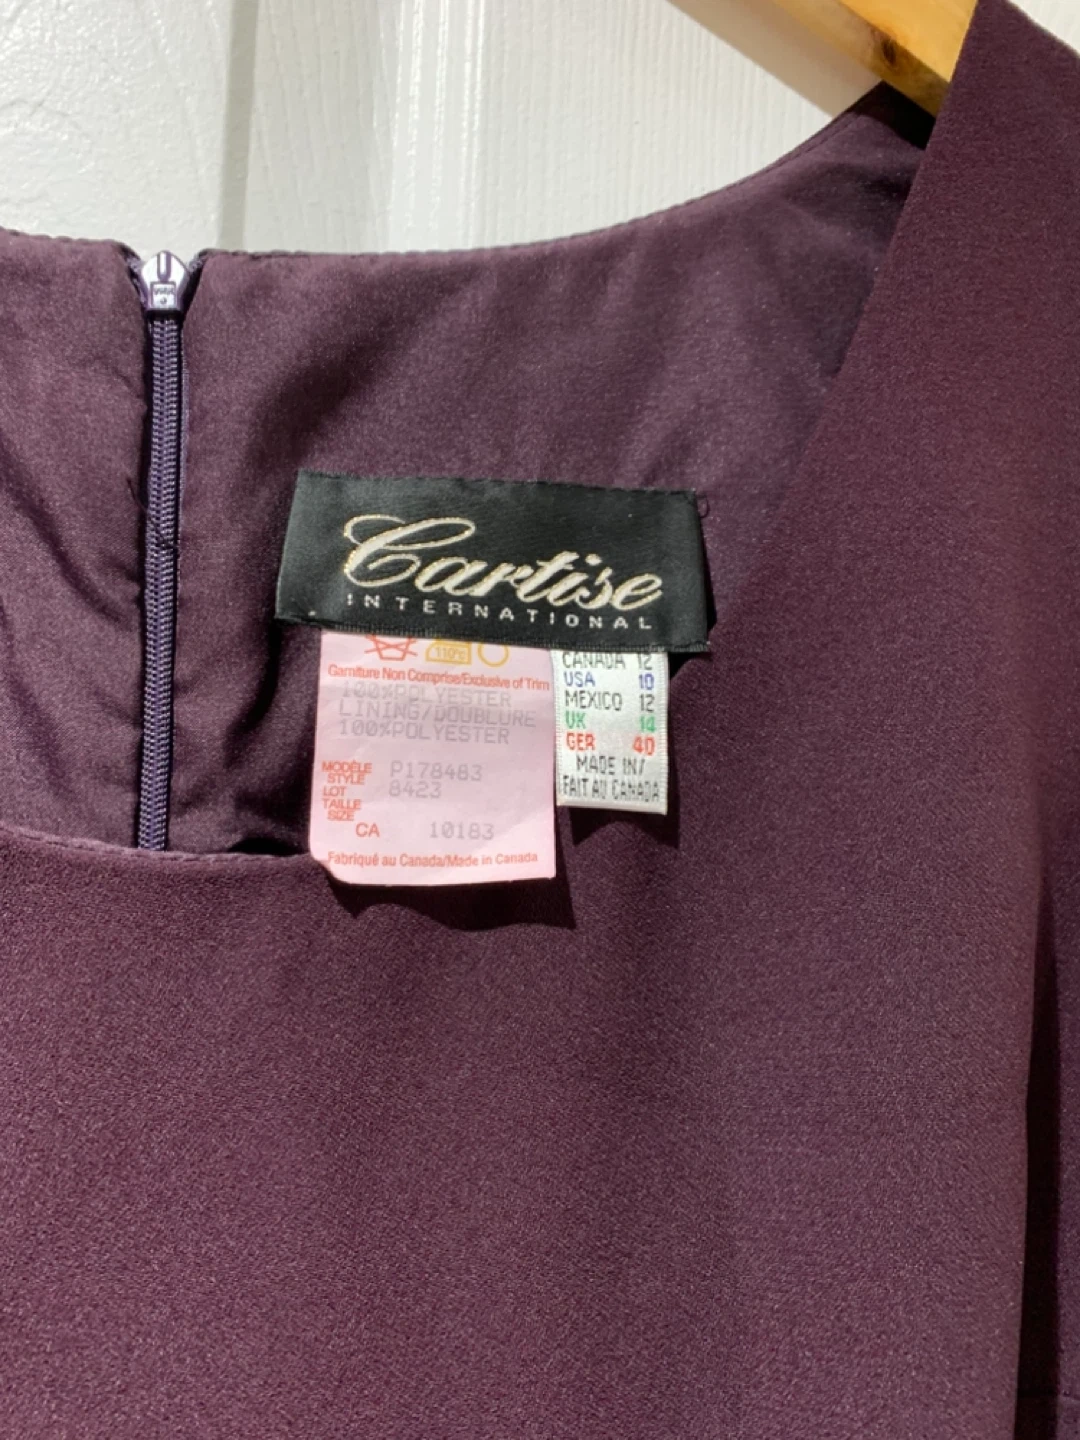 Cartise
INTERNATIONAL
110°C
Garniture Non Comprise/Exclusive of Trim
100%POLYESTER
LINING/DOUBLURE
100%POLYESTER
MODÈLE
STYLE P178483
LOT 8423
TAILLE
SIZE
CA 10183
Fabriqué au Canada/Made in Canada
CANADA 12
USA 10
MEXICO 12
UK 14
GER 40
MADE IN/
FAIT AU CANADA